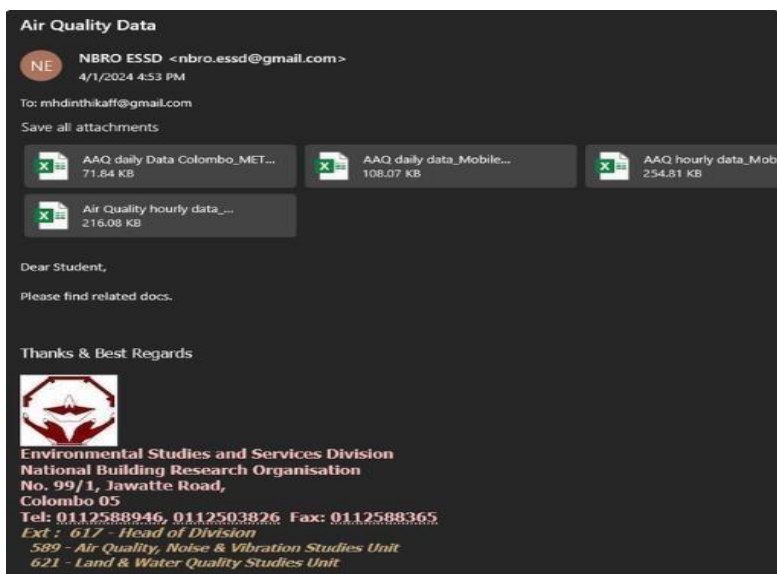 Air Quality Data
NE
NBRO ESSD <nbro.essd@gmail.com>
4/1/2024 4:53 PM
To: mhdinthikaff@gmail.com
Save all attachments
AAQ daily Data Colombo_MET...
71.84 KB
AAQ daily data_Mobile...
108.07 KB
AAQ hourly data_Mob
254.81 KB
Air Quality hourly data_...
216.08 KB
Dear Student,
Please find related docs.
Thanks & Best Regards
Environmental Studies and Services Division
National Building Research Organisation
No. 99/1, Jawatte Road,
Colombo 05
Tel: 0112588946, 0112503826 Fax: 0112588365
Ext : 617 - Head of Division
589 - Air Quality, Noise & Vibration Studies Unit
621 - Land & Water Quality Studies Unit